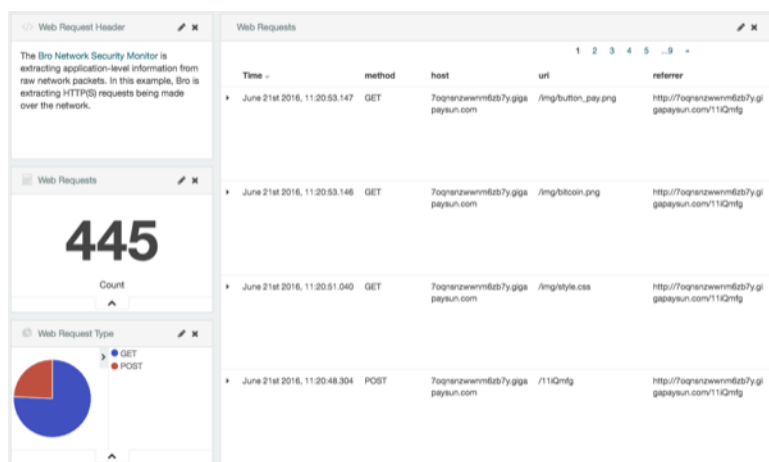 Web Request Header
The Bro Network Security Monitor is
extracting application-level information from
raw network packets. In this example, Bro is
extracting HTTP(S) requests being made
over the network.
Web Requests
445
Count
Web Request Type
GET
POST
Web Requests
1 2 3 4 5 ...9 »
Time method host uri referrer
June 21st 2016, 11:20:53.147 GET 7oqnsnzwwnm6zb7y.giga /img/button_pay.png http://7oqnsnzwwnm6zb7y.gi
paysun.com gapaysun.com/11iQmfg
June 21st 2016, 11:20:53.146 GET 7oqnsnzwwnm6zb7y.giga /img/bitcoin.png http://7oqnsnzwwnm6zb7y.gi
paysun.com gapaysun.com/11iQmfg
June 21st 2016, 11:20:51.040 GET 7oqnsnzwwnm6zb7y.giga /img/style.css http://7oqnsnzwwnm6zb7y.gi
paysun.com gapaysun.com/11iQmfg
June 21st 2016, 11:20:48.304 POST 7oqnsnzwwnm6zb7y.giga /11iQmfg http://7oqnsnzwwnm6zb7y.gi
paysun.com gapaysun.com/11iQmfg